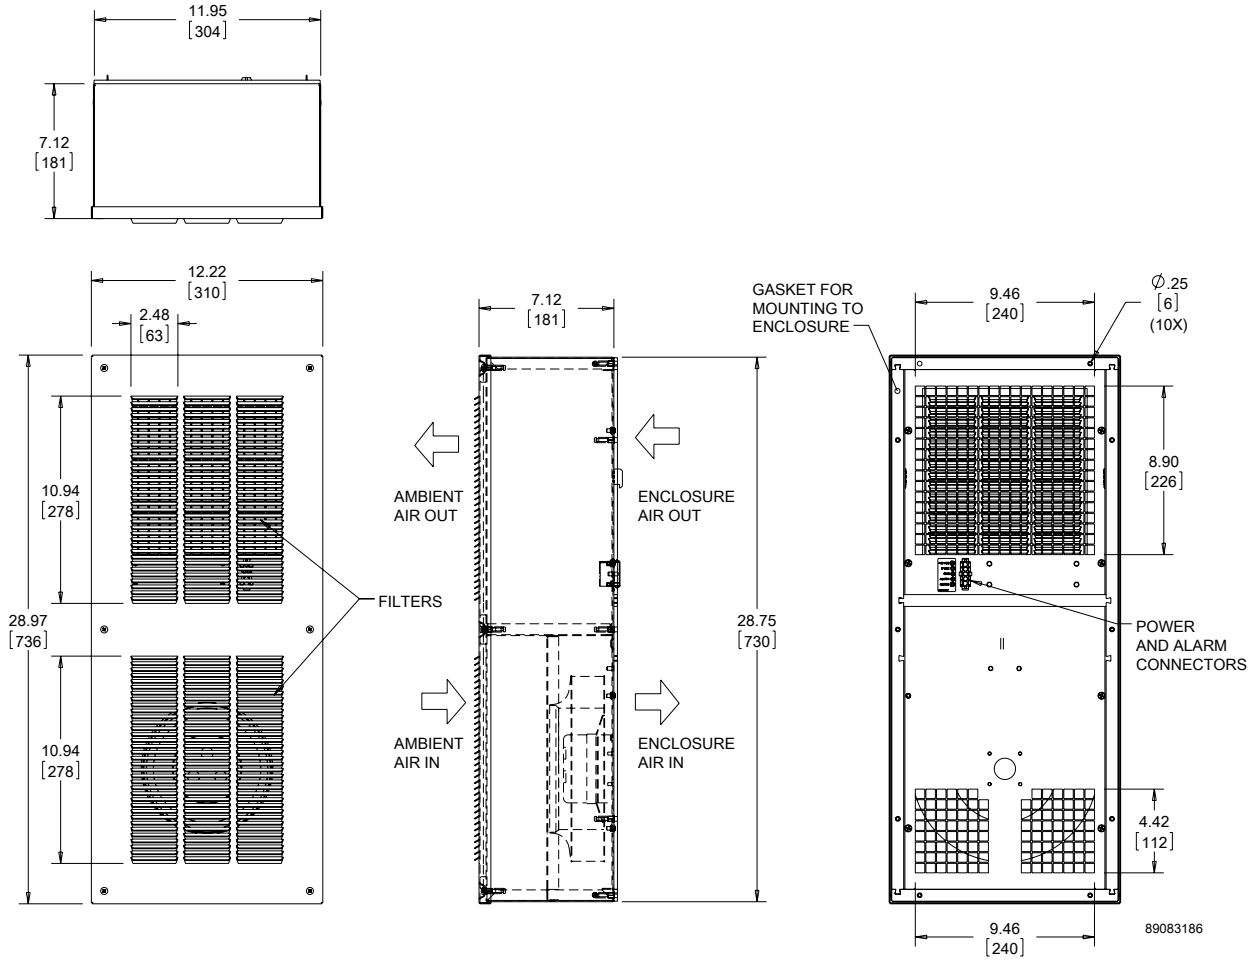 11.95
[304]
7.12
[181]
12.22
[310]
2.48
[63]
10.94
[278]
28.97
[736]
10.94
[278]
FILTERS
7.12
[181]
AMBIENT
AIR OUT
ENCLOSURE
AIR OUT
28.75
[730]
AMBIENT
AIR IN
ENCLOSURE
AIR IN
GASKET FOR
MOUNTING TO
ENCLOSURE
9.46
[240]
Ø .25
[6]
(10X)
8.90
[226]
POWER
AND ALARM
CONNECTORS
4.42
[112]
9.46
[240]
89083186